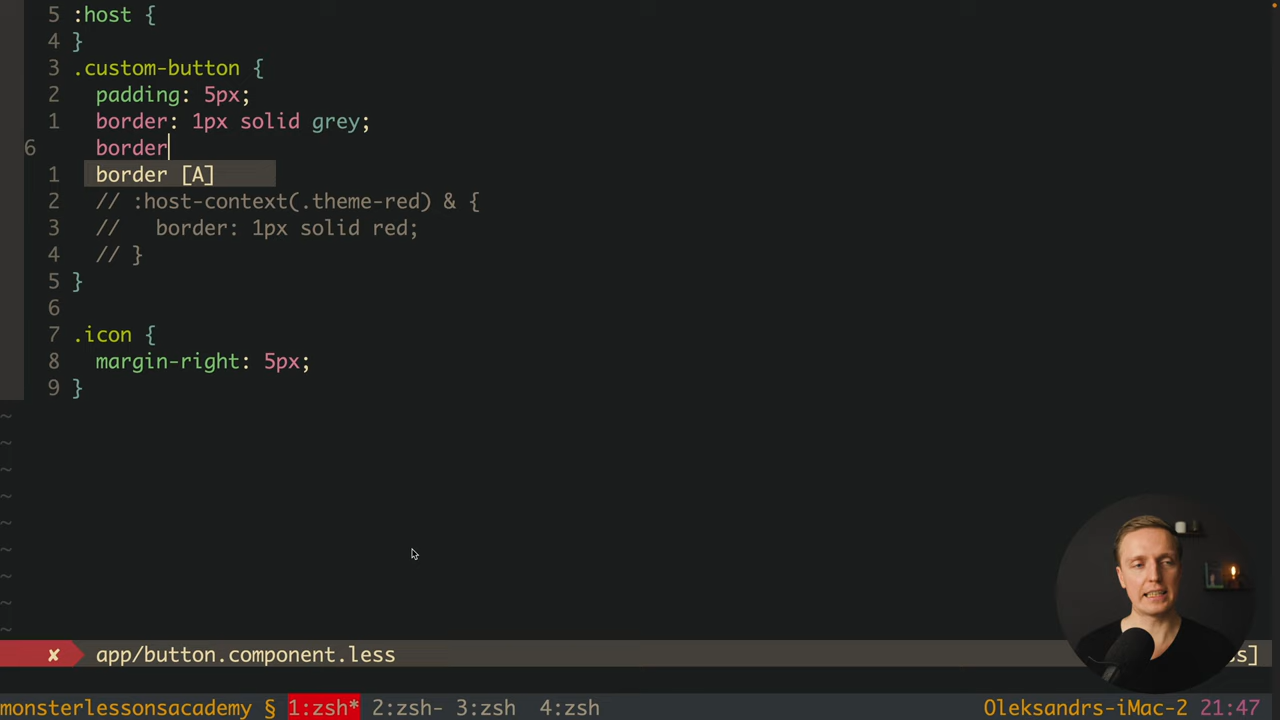 5 :host {
4 }
3 .custom-button {
2 padding: 5px;
1 border: 1px solid grey;
6 border
1 border [A]
2 // :host-context(.theme-red) & {
3 // border: 1px solid red;
4 // }
5 }
6
7 .icon {
8 margin-right: 5px;
9 }
~
~
~
~
~
~
~
~
~
✘ app/button.component.less s]
monsterlessonsacademy § 1:zsh* 2:zsh- 3:zsh 4:zsh Oleksandrs-iMac-2 21:47